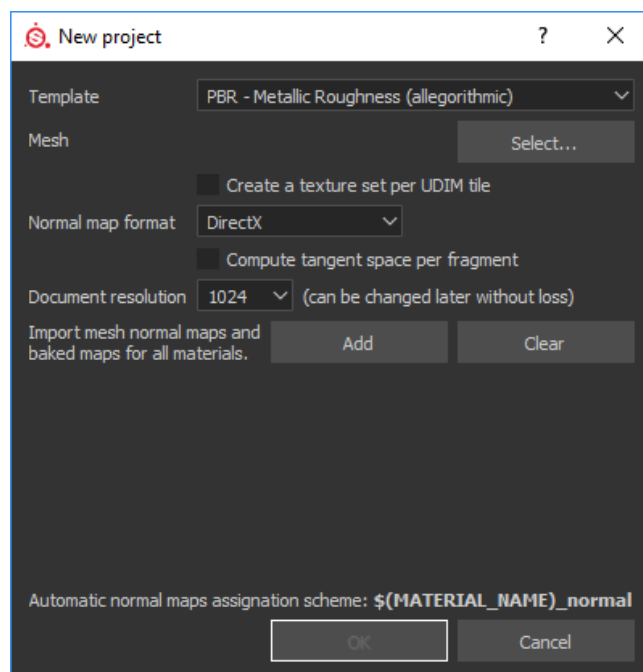 New project
?
Template
PBR - Metallic Roughness (allegorithmic)
Mesh
Select...
Create a texture set per UDIM tile
Normal map format
DirectX
Compute tangent space per fragment
Document resolution
1024
(can be changed later without loss)
Import mesh normal maps and
baked maps for all materials.
Add
Clear
Automatic normal maps assignation scheme: $(MATERIAL_NAME)_normal
OK
Cancel